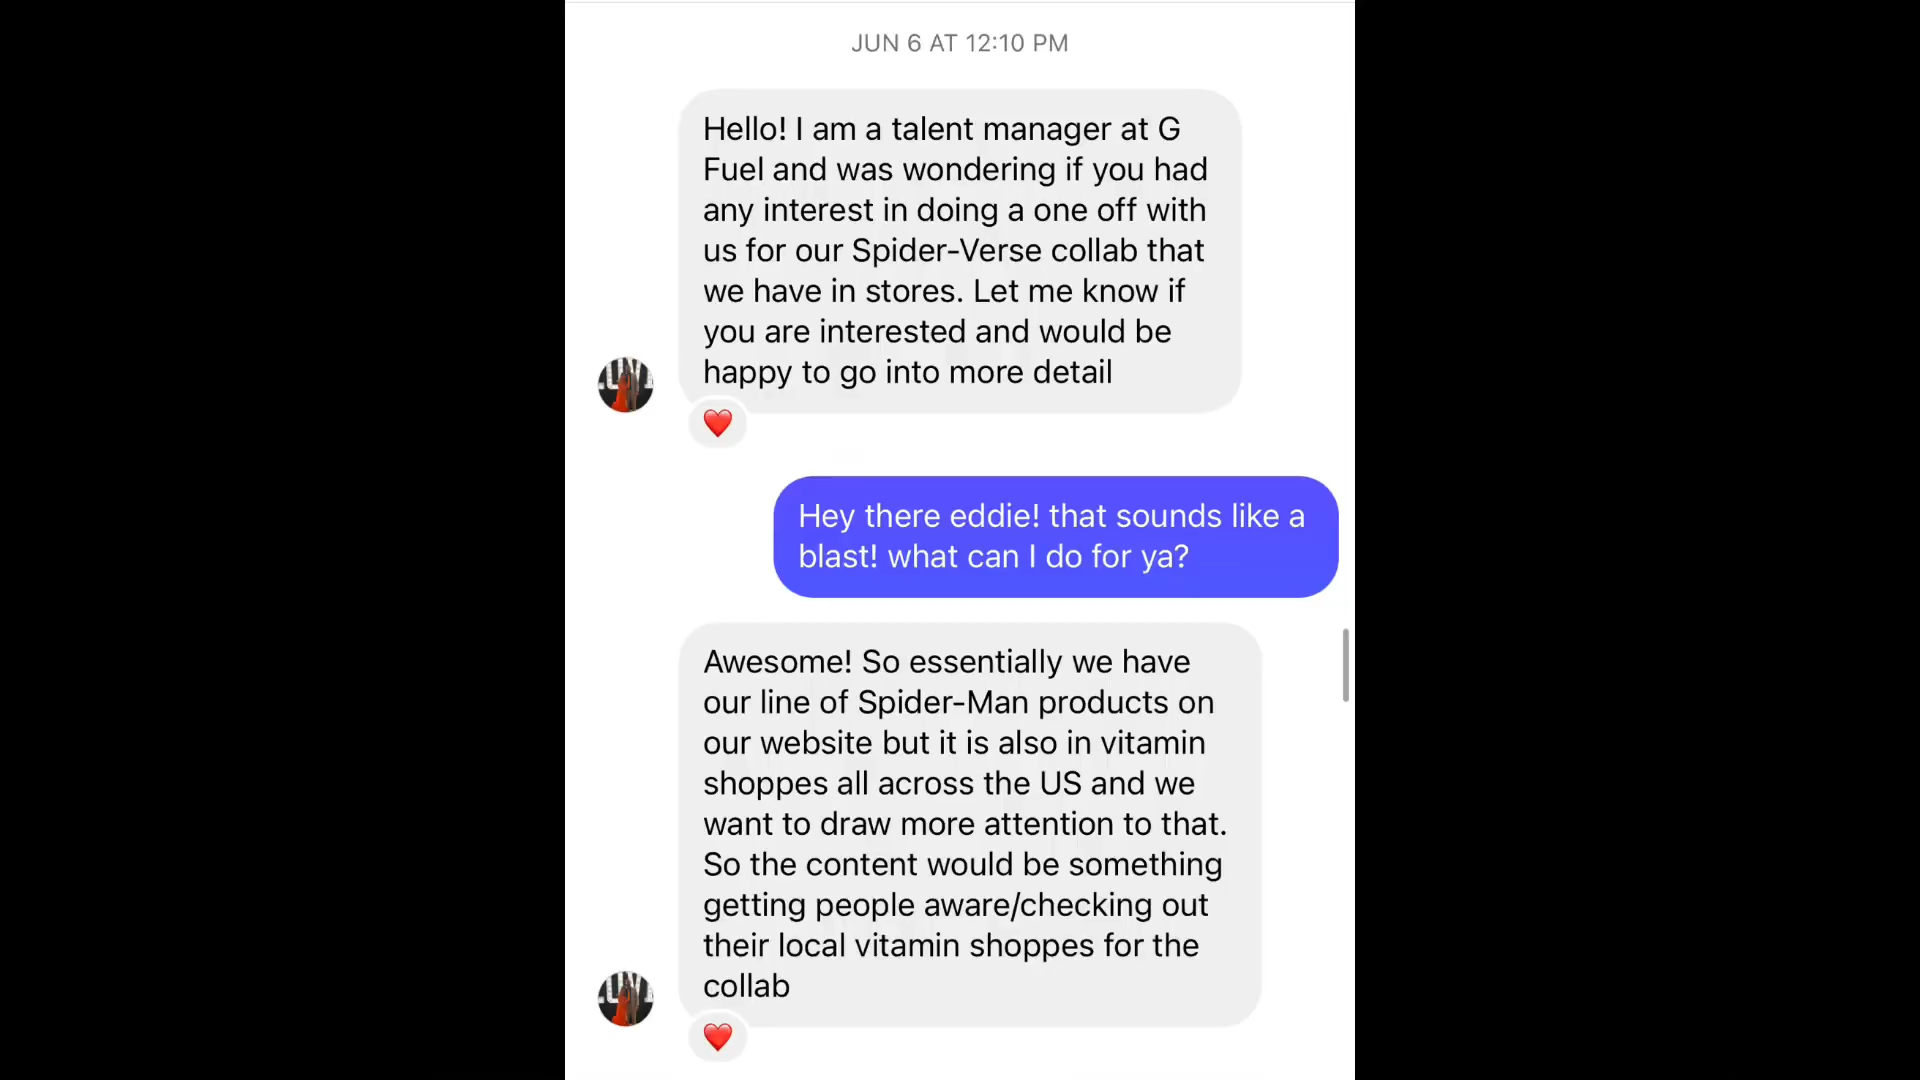 JUN 6 AT 12:10 PM
Hello! I am a talent manager at G
Fuel and was wondering if you had
any interest in doing a one off with
us for our Spider-Verse collab that
we have in stores. Let me know if
you are interested and would be
happy to go into more detail
Hey there eddie! that sounds like a
blast! what can I do for ya?
Awesome! So essentially we have
our line of Spider-Man products on
our website but it is also in vitamin
shoppes all across the US and we
want to draw more attention to that.
So the content would be something
getting people aware/checking out
their local vitamin shoppes for the
collab